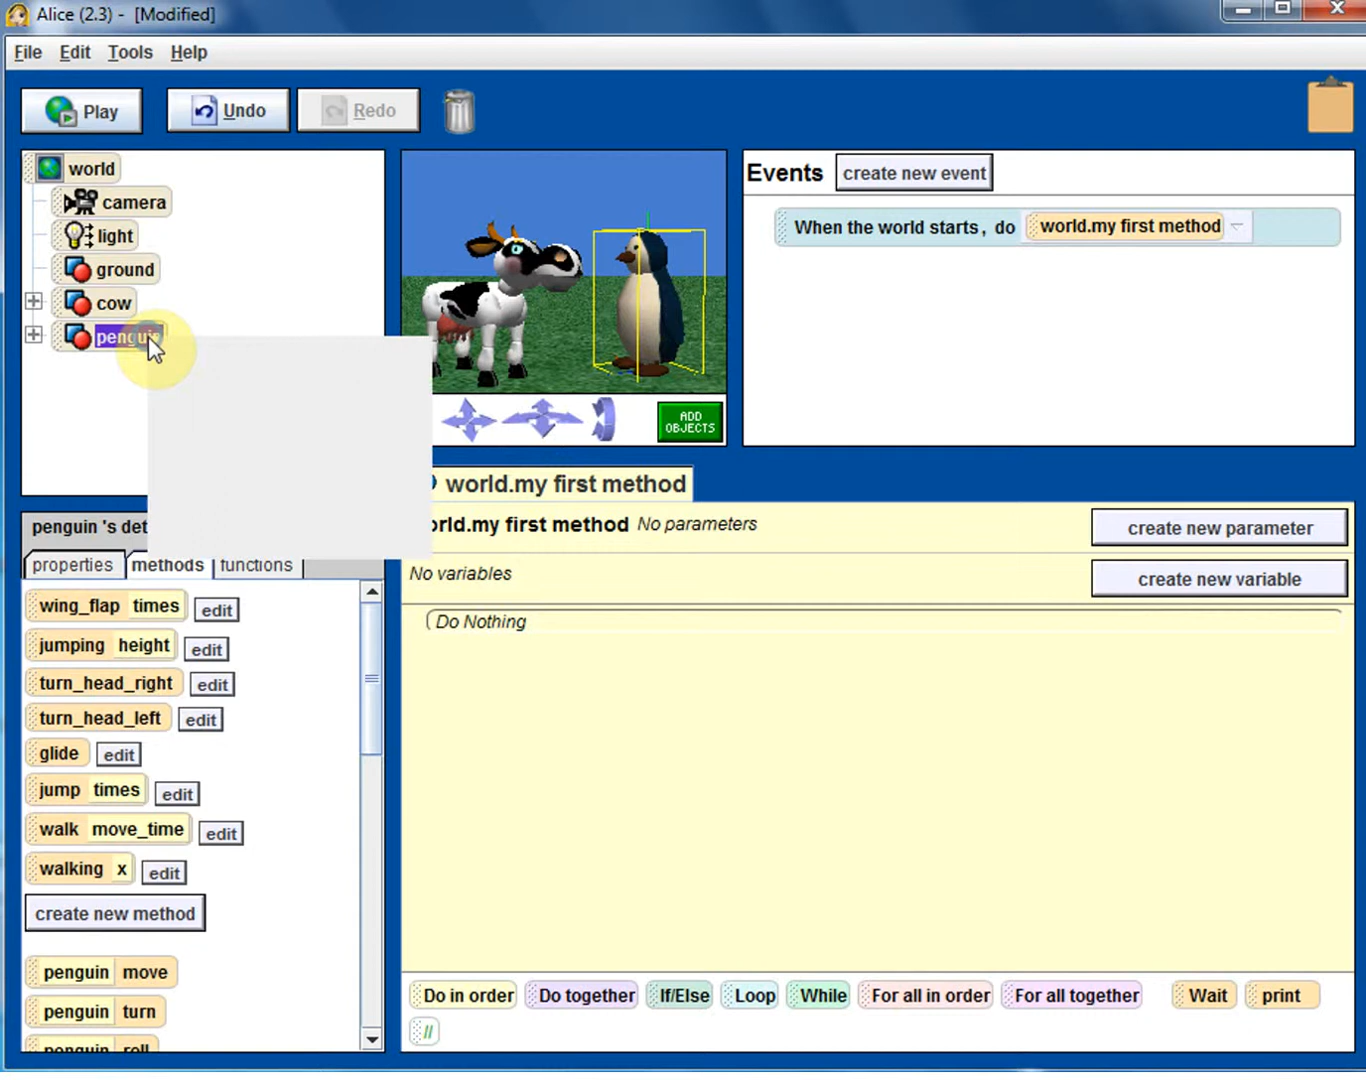 Alice (2.3) - [Modified]
File Edit Tools Help
Play Undo Redo
world
camera
light
ground
cow
penguin
ADD
OBJECTS
Events create new event
When the world starts, do world.my first method
world.my first method
world.my first method No parameters create new parameter
No variables create new variable
Do Nothing
penguin 's det
properties methods functions
wing_flap times edit
jumping height edit
turn_head_right edit
turn_head_left edit
glide edit
jump times edit
walk move_time edit
walking x edit
create new method
penguin move
penguin turn
penguin roll
Do in order Do together If/Else Loop While For all in order For all together Wait print
//